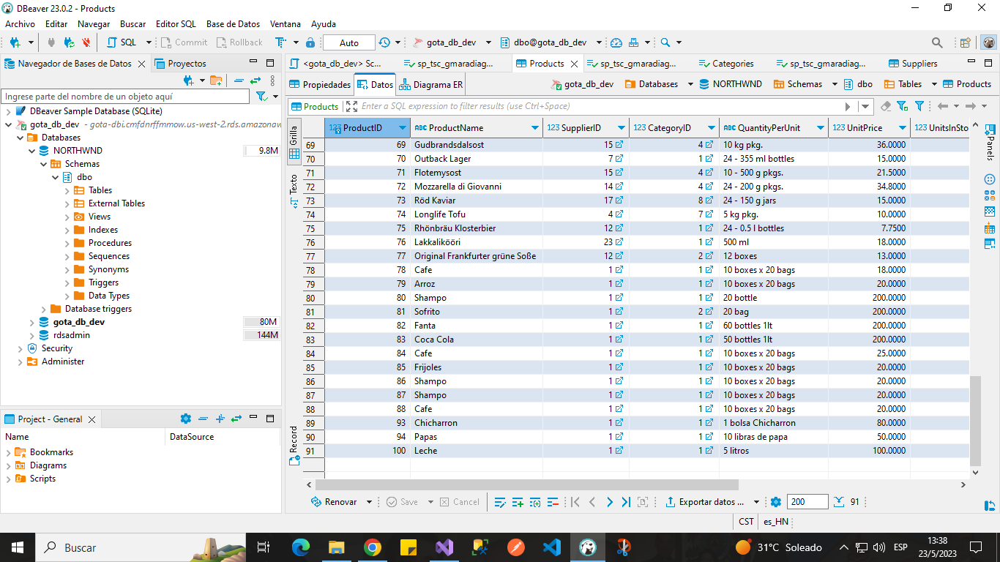 DBeaver 23.0.2 - Products
Archivo Editar Navegar Buscar Editor SQL Base de Datos Ventana Ayuda
SQL Commit Rollback Auto gota_db_dev dbo@gota_db_dev
Navegador de Bases de Datos Proyectos
Ingrese parte del nombre de un objeto aquí
DBeaver Sample Database (SQLite)
gota_db_dev - gota-dbi.cmfdnrffmmow.us-west-2.rds.amazonaw
Databases
NORTHWND 9.8M
Schemas
dbo
Tables
External Tables
Views
Indexes
Procedures
Sequences
Synonyms
Triggers
Data Types
Database triggers
gota_db_dev 80M
rdsadmin 144M
Security
Administer
Project - General
Name DataSource
Bookmarks
Diagrams
Scripts
<gota_db_dev> Sc... sp_tsc_gmaradiag... Products sp_tsc_gmaradiag... Categories sp_tsc_gmaradiag... Suppliers
Propiedades Datos Diagrama ER gota_db_dev Databases NORTHWND Schemas dbo Tables Products
Products Enter a SQL expression to filter results (use Ctrl+Space)
Grilla
Texto
Record
Panels
123 ProductID ABC ProductName 123 SupplierID 123 CategoryID ABC QuantityPerUnit 123 UnitPrice 123 UnitsInSto
69 69 Gudbrandsdalsost 15 4 10 kg pkg. 36.0000
70 70 Outback Lager 7 1 24 - 355 ml bottles 15.0000
71 71 Flotemysost 15 4 10 - 500 g pkgs. 21.5000
72 72 Mozzarella di Giovanni 14 4 24 - 200 g pkgs. 34.8000
73 73 Röd Kaviar 17 8 24 - 150 g jars 15.0000
74 74 Longlife Tofu 4 7 5 kg pkg. 10.0000
75 75 Rhönbräu Klosterbier 12 1 24 - 0.5 l bottles 7.7500
76 76 Lakkalikööri 23 1 500 ml 18.0000
77 77 Original Frankfurter grüne Soße 12 2 12 boxes 13.0000
78 78 Cafe 1 1 10 boxes x 20 bags 18.0000
79 79 Arroz 1 1 10 boxes x 20 bags 20.0000
80 80 Shampo 1 1 20 bottle 200.0000
81 81 Sofrito 1 2 20 bag 200.0000
82 82 Fanta 1 1 60 bottles 1lt 200.0000
83 83 Coca Cola 1 1 50 bottles 1lt 200.0000
84 84 Cafe 1 1 10 boxes x 20 bags 25.0000
85 85 Frijoles 1 1 10 boxes x 20 bags 20.0000
86 86 Shampo 1 1 10 boxes x 20 bags 20.0000
87 87 Shampo 1 1 10 boxes x 20 bags 20.0000
88 88 Cafe 1 1 10 boxes x 20 bags 20.0000
89 93 Chicharron 1 1 1 bolsa Chicharron 80.0000
90 94 Papas 1 1 10 libras de papa 50.0000
91 100 Leche 1 1 5 litros 100.0000
Renovar Save Cancel Exportar datos ... 200 91
CST es_HN
Buscar 31°C Soleado ESP 13:38
23/5/2023